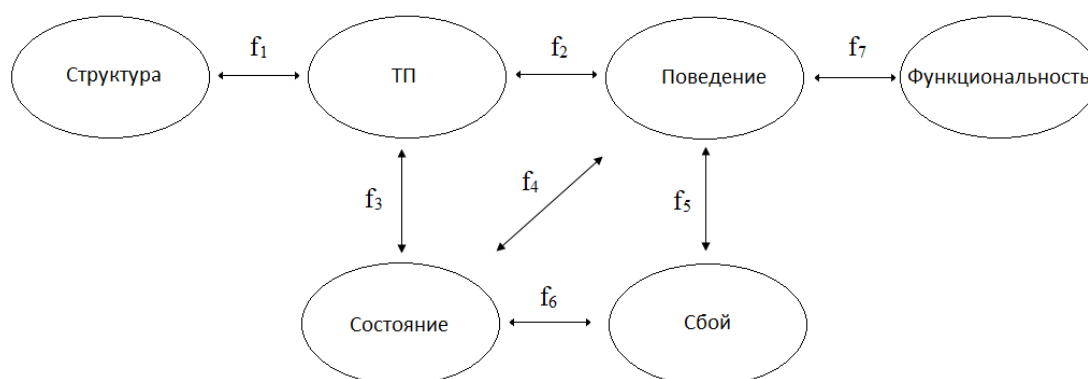 f₁
f₂
f₇
Структура
ТП
Поведение
Функциональность
f₃
f₄
f₅
Состояние
f₆
Сбой